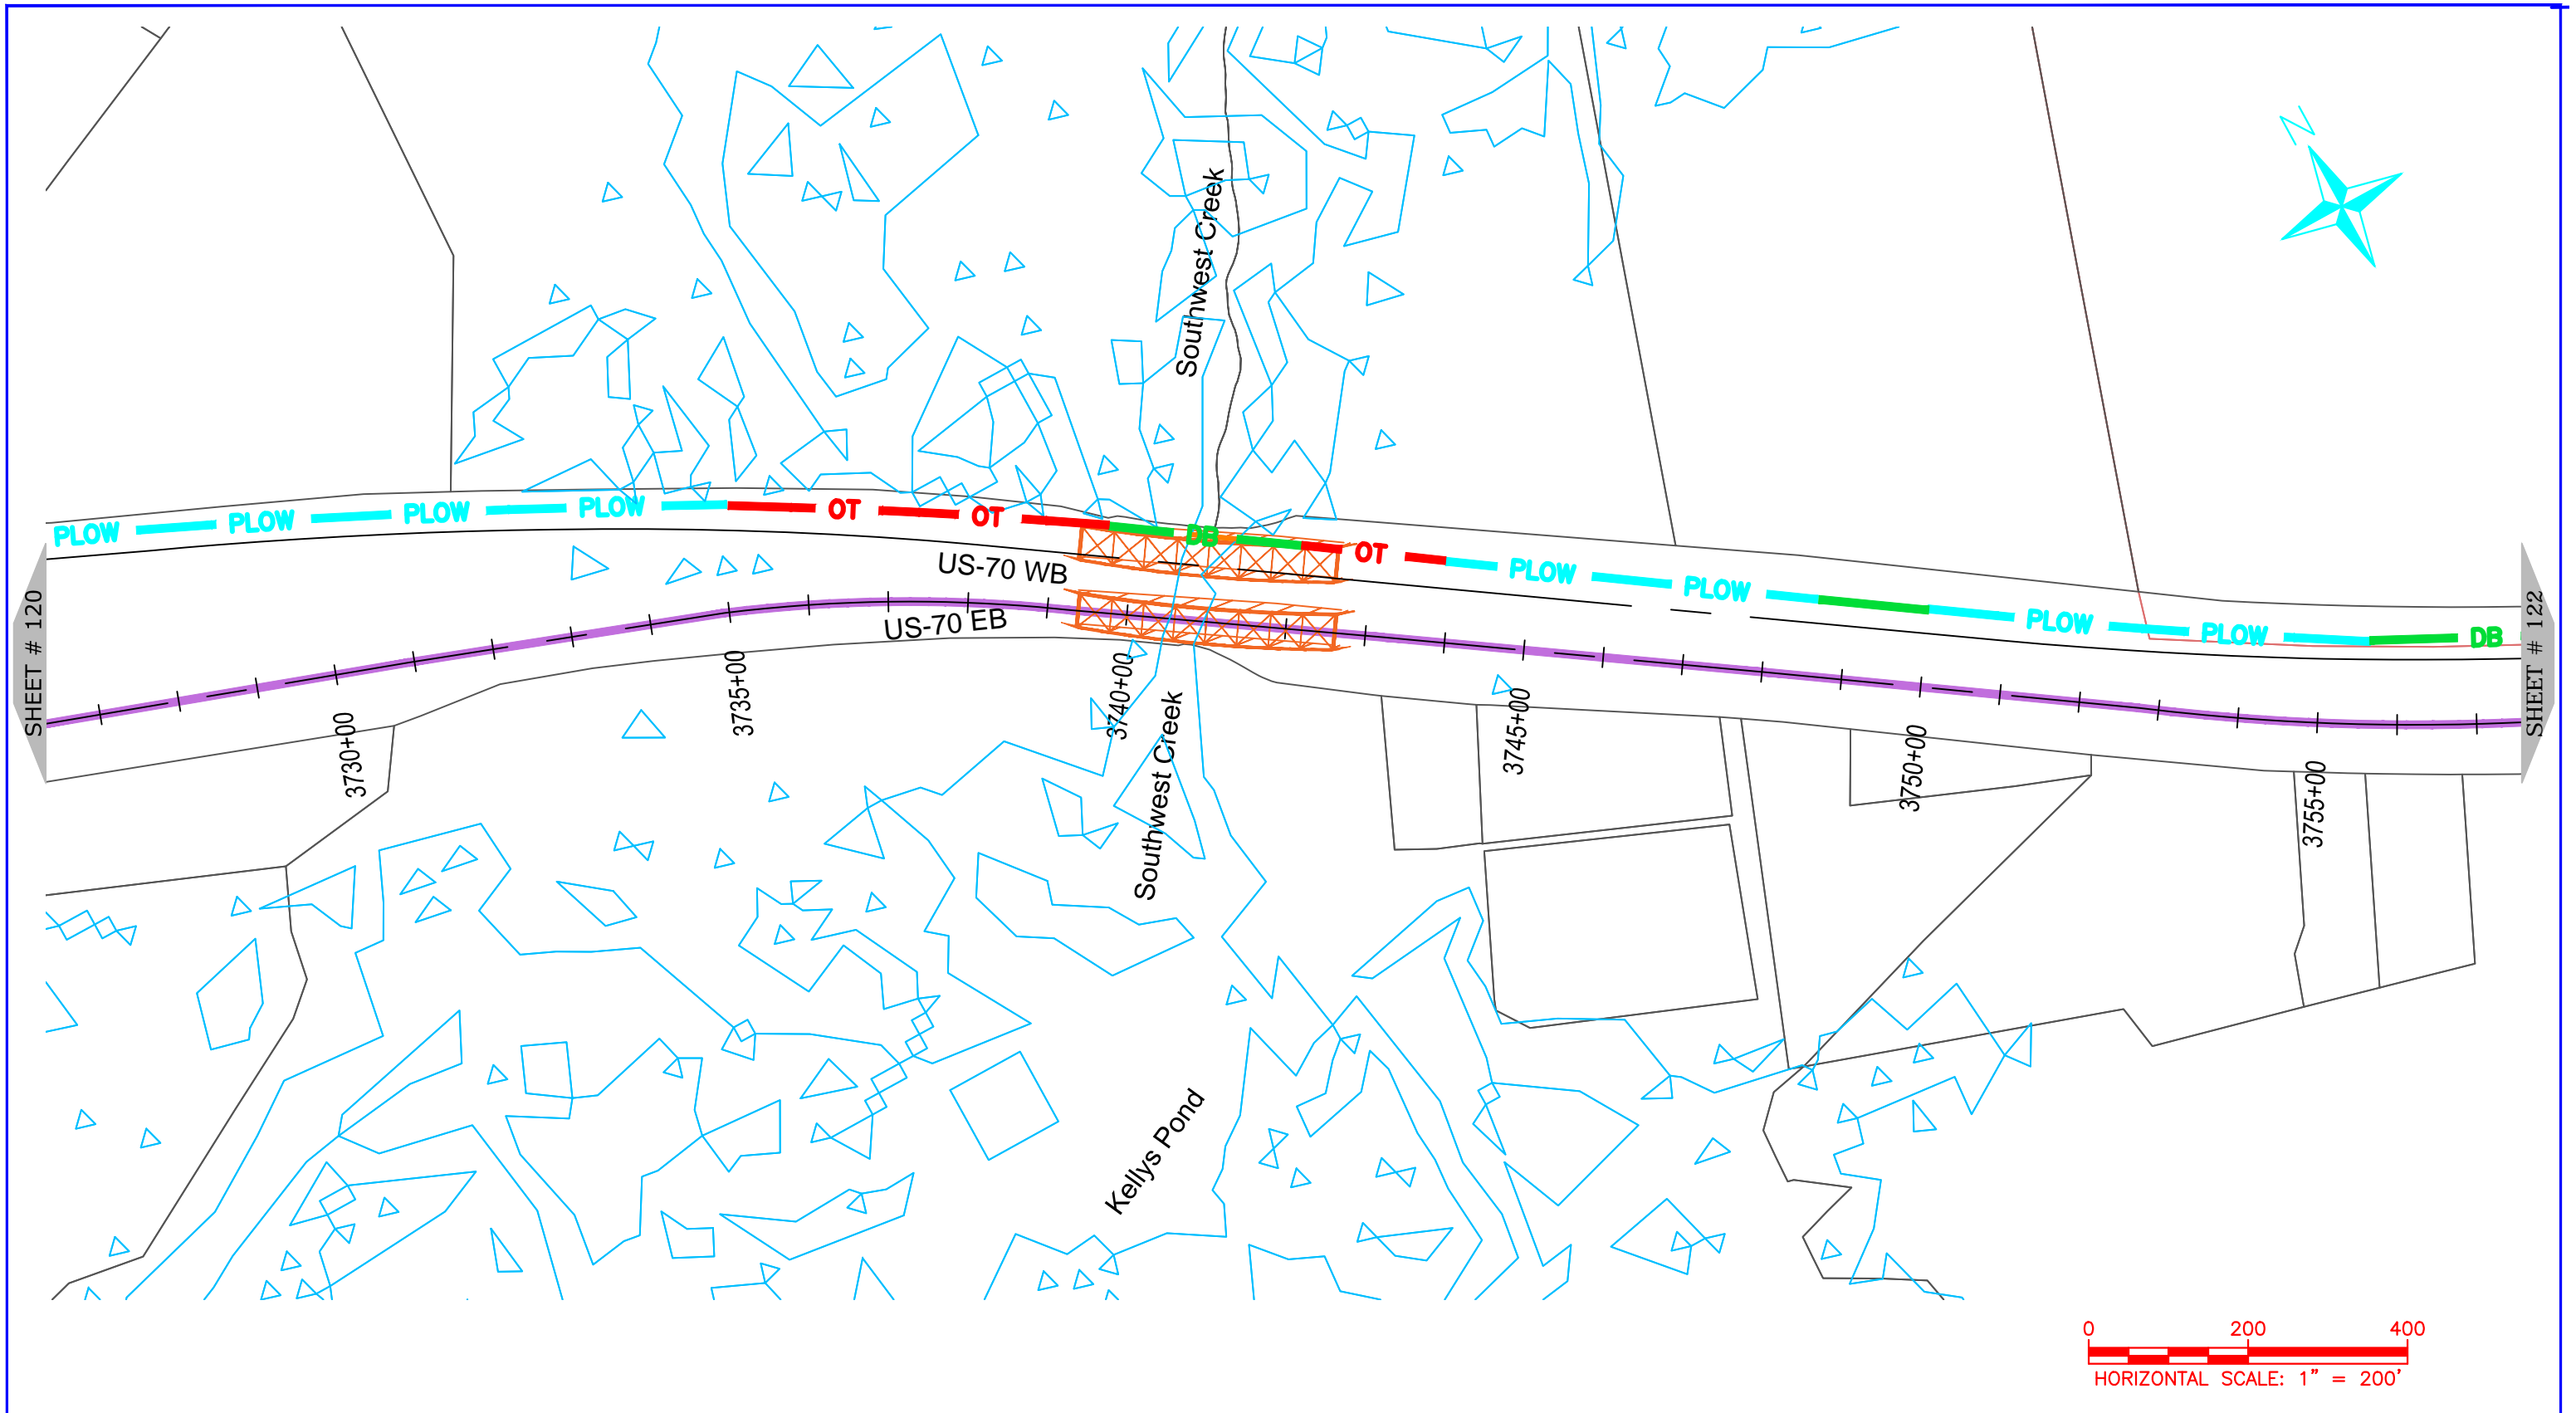 N
Southwest Creek
PLOW PLOW PLOW PLOW OT OT DB OT PLOW PLOW PLOW PLOW DB
US-70 WB
US-70 EB
SHEET # 120
SHEET # 122
3730+00
3735+00
3740+00
3745+00
3750+00
3755+00
Southwest Creek
Kellys Pond
0 200 400
HORIZONTAL SCALE: 1" = 200'